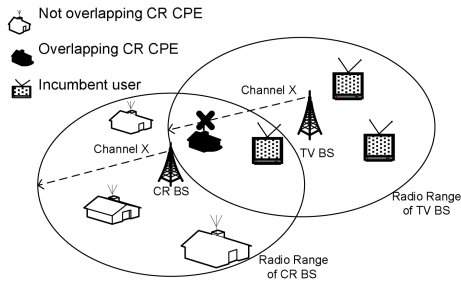 Not overlapping CR CPE
Overlapping CR CPE
Incumbent user
Channel X
Channel X
TV BS
CR BS
Radio Range
of TV BS
Radio Range
of CR BS